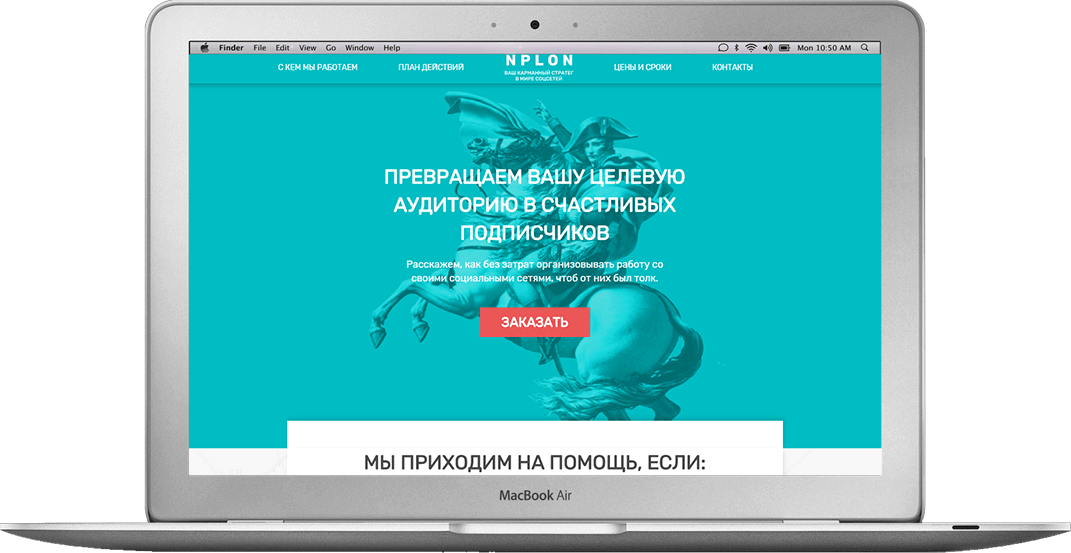 Finder File Edit View Go Window Help Mon 10:50 AM
С КЕМ МЫ РАБОТАЕМ ПЛАН ДЕЙСТВИЙ NPLON ЦЕНЫ И СРОКИ КОНТАКТЫ
ВАШ КАРМАННЫЙ СТРАТЕГ
В МИРЕ СОЦСЕТЕЙ
ПРЕВРАЩАЕМ ВАШУ ЦЕЛЕВУЮ
АУДИТОРИЮ В СЧАСТЛИВЫХ
ПОДПИСЧИКОВ
Расскажем, как без затрат организовывать работу со
своими социальными сетями, чтоб от них был толк.
ЗАКАЗАТЬ
МЫ ПРИХОДИМ НА ПОМОЩЬ, ЕСЛИ:
MacBook Air